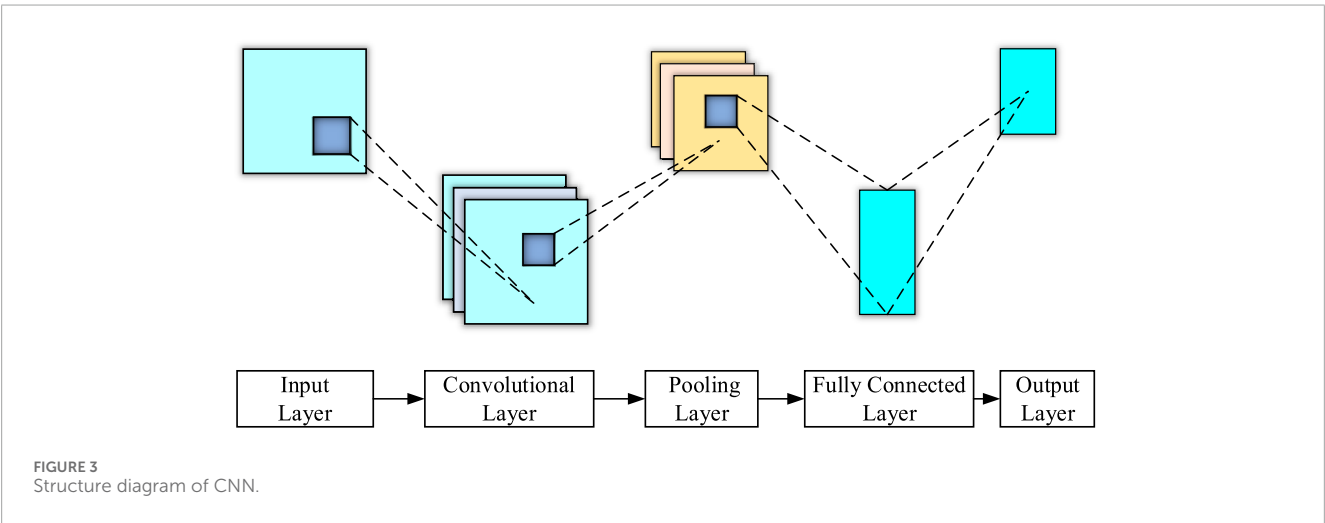 Input
Layer
Convolutional
Layer
Pooling
Layer
Fully Connected
Layer
Output
Layer
FIGURE 3
Structure diagram of CNN.